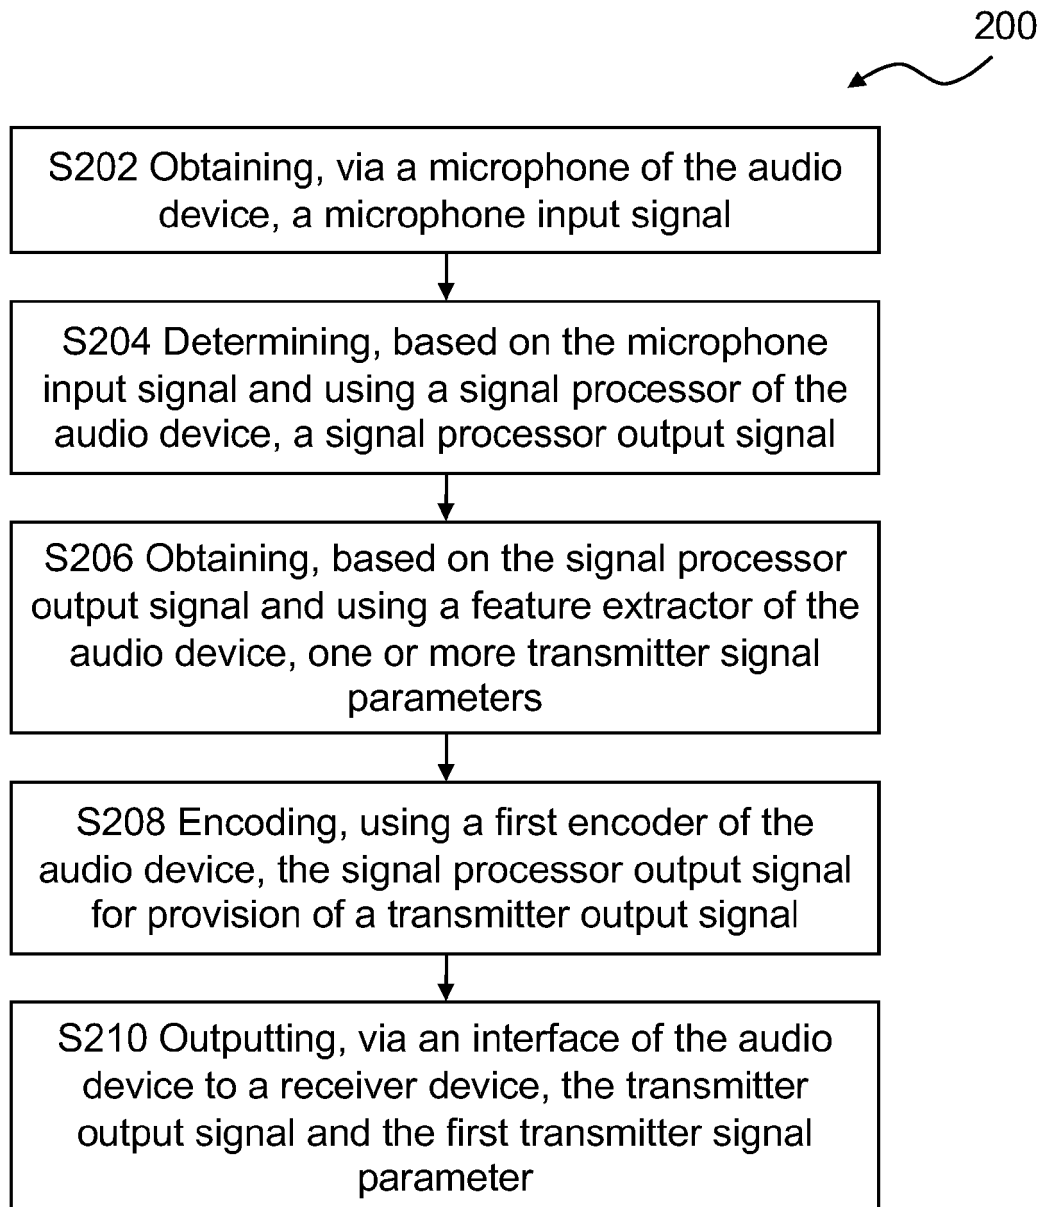 200
S202 Obtaining, via a microphone of the audio
device, a microphone input signal
S204 Determining, based on the microphone
input signal and using a signal processor of the
audio device, a signal processor output signal
S206 Obtaining, based on the signal processor
output signal and using a feature extractor of the
audio device, one or more transmitter signal
parameters
S208 Encoding, using a first encoder of the
audio device, the signal processor output signal
for provision of a transmitter output signal
S210 Outputting, via an interface of the audio
device to a receiver device, the transmitter
output signal and the first transmitter signal
parameter